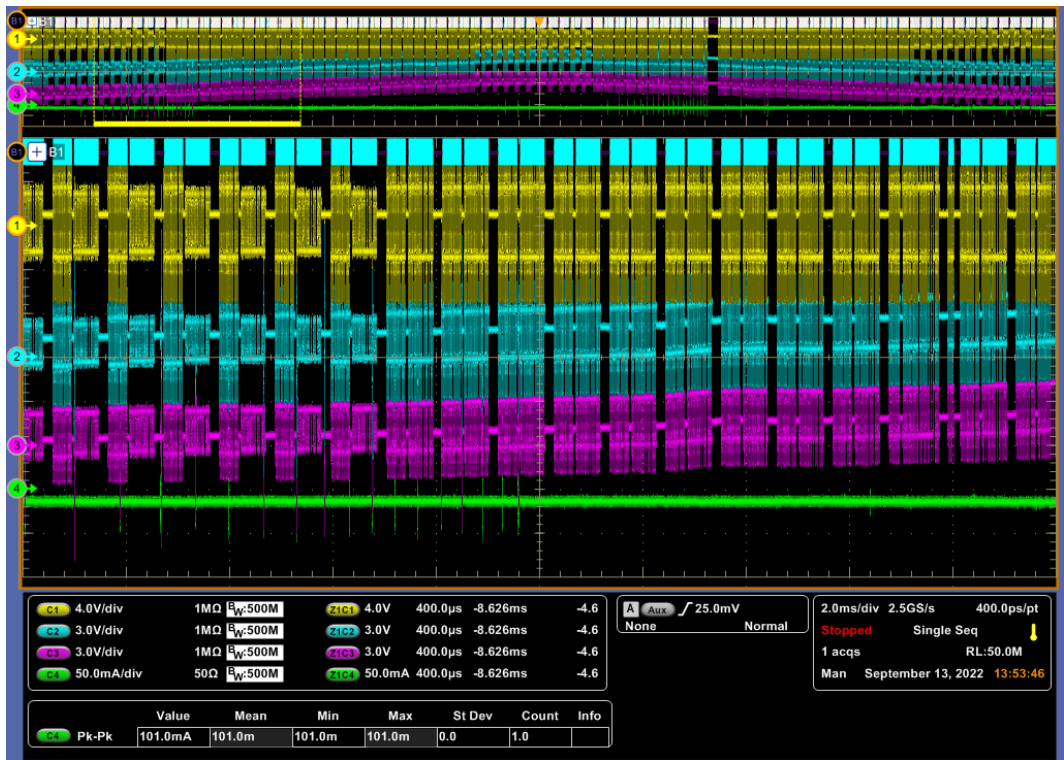 B1 B1
1
2
3
4
B1 + B1
1
2
3
4
C1 4.0V/div 1MΩ BW:500M Z1C1 4.0V 400.0µs -8.626ms -4.6
C2 3.0V/div 1MΩ BW:500M Z1C2 3.0V 400.0µs -8.626ms -4.6
C3 3.0V/div 1MΩ BW:500M Z1C3 3.0V 400.0µs -8.626ms -4.6
C4 50.0mA/div 50Ω BW:500M Z1C4 50.0mA 400.0µs -8.626ms -4.6
A Aux 25.0mV
None Normal
2.0ms/div 2.5GS/s 400.0ps/pt
Stopped Single Seq
1 acqs RL:50.0M
Man September 13, 2022 13:53:46
Value Mean Min Max St Dev Count Info
C4 Pk-Pk 101.0mA 101.0m 101.0m 101.0m 0.0 1.0